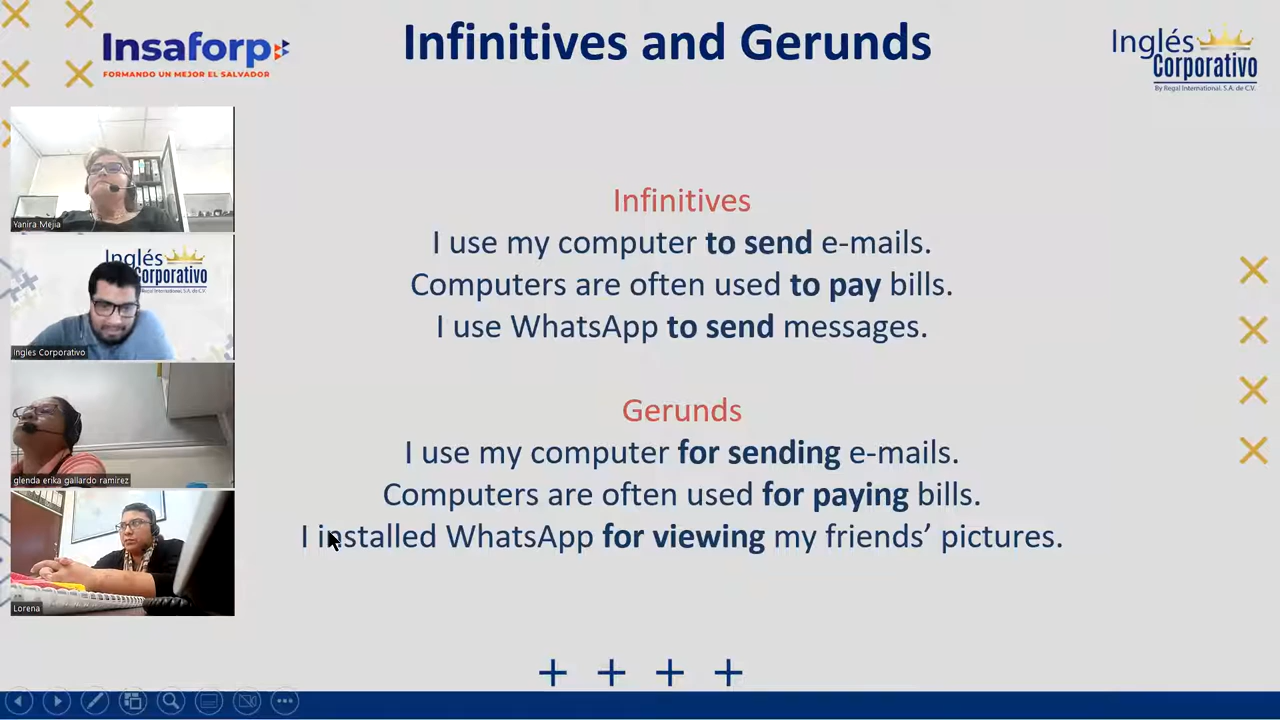 Insaforp
FORMANDO UN MEJOR EL SALVADOR
Infinitives and Gerunds
Inglés
Corporativo
By Regal International, S.A. de C.V.
Yanira Mejia
Inglés
Corporativo
Ingles Corporativo
glenda erika gallardo ramirez
Lorena
Infinitives
I use my computer to send e-mails.
Computers are often used to pay bills.
I use WhatsApp to send messages.
Gerunds
I use my computer for sending e-mails.
Computers are often used for paying bills.
I installed WhatsApp for viewing my friends’ pictures.